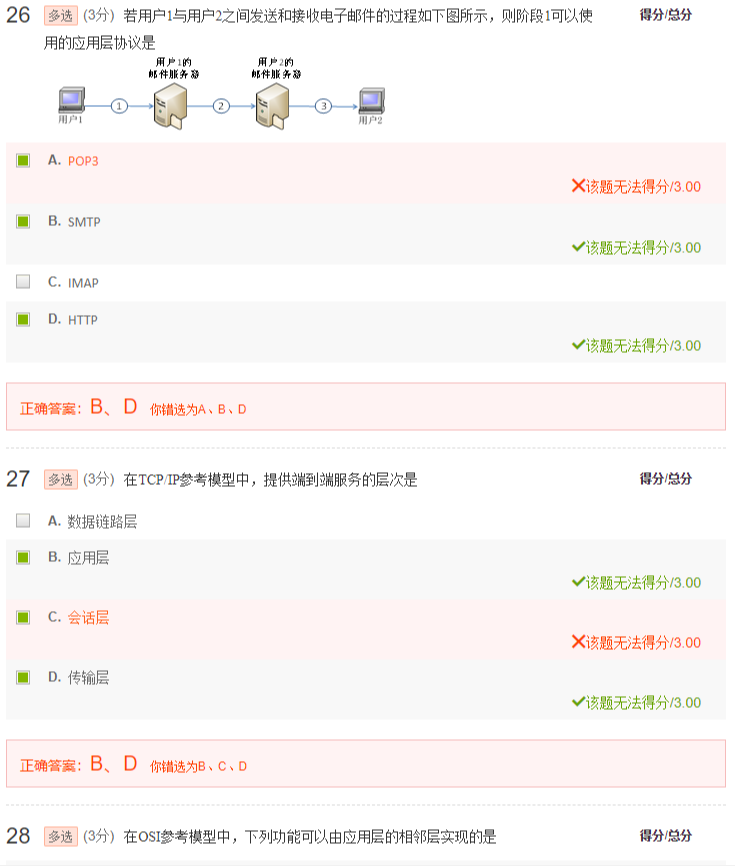 26 多选 (3分) 若用户1与用户2之间发送和接收电子邮件的过程如下图所示，则阶段1可以使 得分/总分
用的应用层协议是
用户1的 用户2的
邮件服务器 邮件服务器
1 2 3
用户1 用户2
A. POP3
该题无法得分/3.00
B. SMTP
该题无法得分/3.00
C. IMAP
D. HTTP
该题无法得分/3.00
正确答案：B、D 你错选为A、B、D
27 多选 (3分) 在TCP/IP参考模型中，提供端到端服务的层次是 得分/总分
A. 数据链路层
B. 应用层
该题无法得分/3.00
C. 会话层
该题无法得分/3.00
D. 传输层
该题无法得分/3.00
正确答案：B、D 你错选为B、C、D
28 多选 (3分) 在OSI参考模型中，下列功能可以由应用层的相邻层实现的是 得分/总分